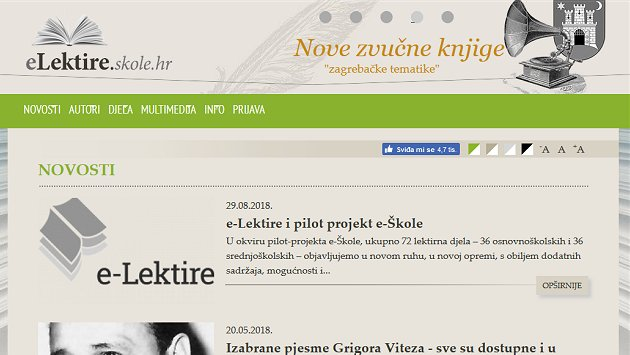 eLektire.skole.hr
Nove zvučne knjige
"zagrebačke tematike"
NOVOSTI AUTORI DJELA MULTIMEDIJA INFO PRIJAVA
Sviđa mi se 4,7 tis.
-A A +A
NOVOSTI
29.08.2018.
e-Lektire i pilot projekt e-Škole
U okviru pilot-projekta e-Škole, ukupno 72 lektirna djela – 36 osnovnoškolskih i 36
srednjoškolskih – objavljujemo u novom ruhu, u novoj opremi, s obiljem dodatnih
sadržaja, mogućnosti i...
e-Lektire
OPŠIRNIJE
20.05.2018.
Izabrane pjesme Grigora Viteza - sve su dostupne i u